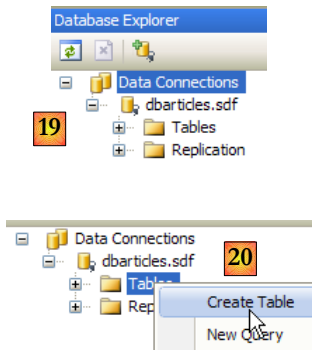 Database Explorer
Data Connections
dbarticles.sdf
19
Tables
Replication
Data Connections
dbarticles.sdf
20
Tables
Rep
Create Table
New Query